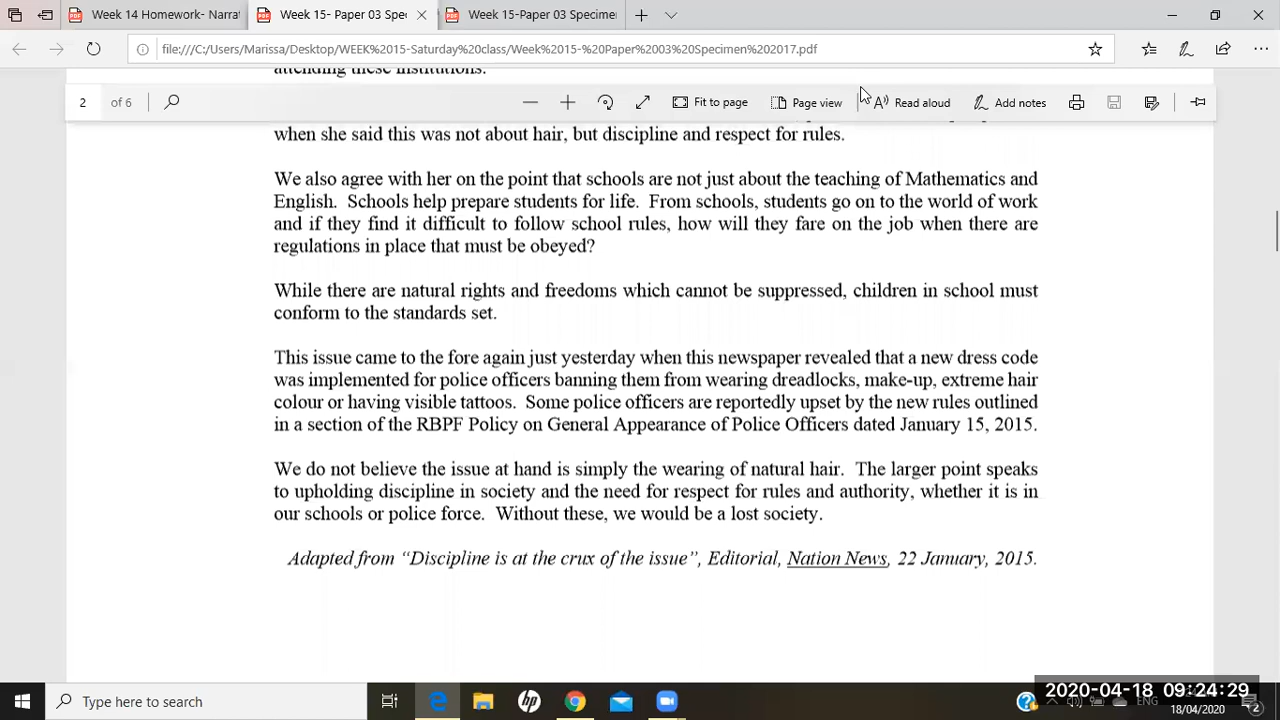 Week 14 Homework- Narra
Week 15- Paper 03 Spec
Week 15-Paper 03 Specimer
file:///C:/Users/Marissa/Desktop/WEEK%2015-Saturday%20class/Week%2015-%20Paper%2003%20Specimen%202017.pdf
attending these institutions.
2 of 6
Fit to page
Page view
Read aloud
Add notes
when she said this was not about hair, but discipline and respect for rules.
We also agree with her on the point that schools are not just about the teaching of Mathematics and
English. Schools help prepare students for life. From schools, students go on to the world of work
and if they find it difficult to follow school rules, how will they fare on the job when there are
regulations in place that must be obeyed?
While there are natural rights and freedoms which cannot be suppressed, children in school must
conform to the standards set.
This issue came to the fore again just yesterday when this newspaper revealed that a new dress code
was implemented for police officers banning them from wearing dreadlocks, make-up, extreme hair
colour or having visible tattoos. Some police officers are reportedly upset by the new rules outlined
in a section of the RBPF Policy on General Appearance of Police Officers dated January 15, 2015.
We do not believe the issue at hand is simply the wearing of natural hair. The larger point speaks
to upholding discipline in society and the need for respect for rules and authority, whether it is in
our schools or police force. Without these, we would be a lost society.
Adapted from “Discipline is at the crux of the issue”, Editorial, Nation News, 22 January, 2015.
Type here to search
hp
2020-04-18 09:24:29
ENG
18/04/2020
2